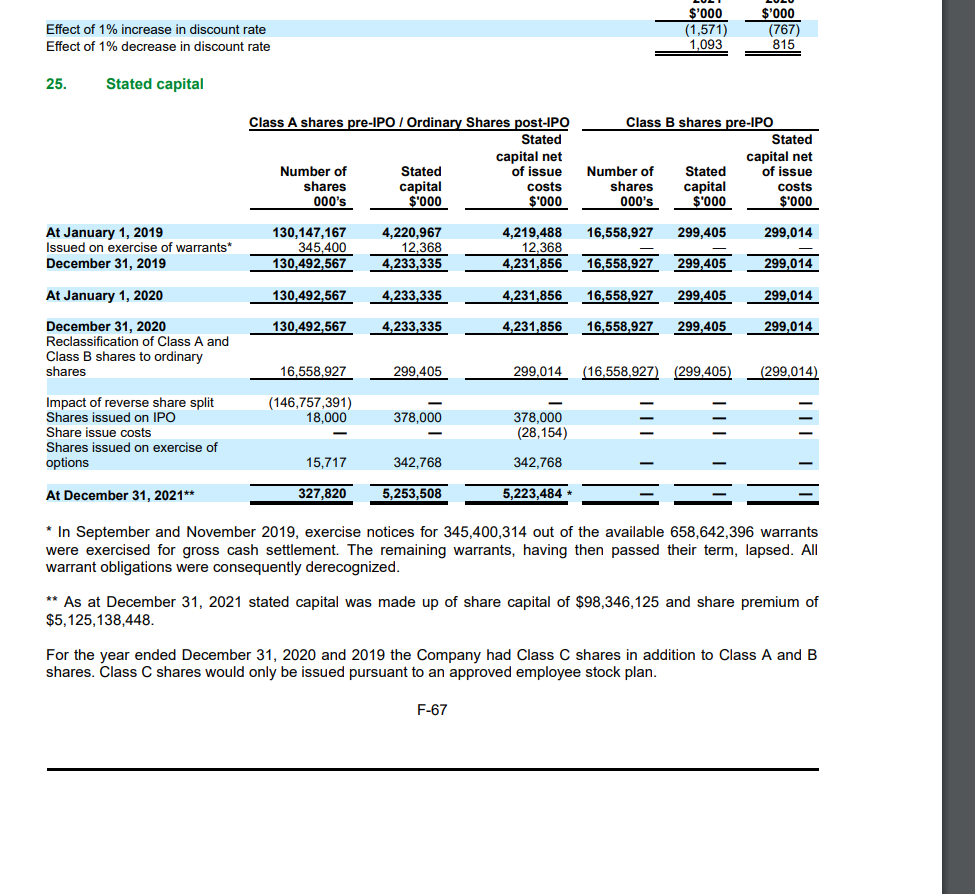 $'000 $'000
Effect of 1% increase in discount rate (1,571) (767)
Effect of 1% decrease in discount rate 1,093 815
25. Stated capital
Class A shares pre-IPO / Ordinary Shares post-IPO Class B shares pre-IPO
Stated Stated
capital net capital net
Number of Stated of issue Number of Stated of issue
shares capital costs shares capital costs
000's $'000 $'000 000's $'000 $'000
At January 1, 2019 130,147,167 4,220,967 4,219,488 16,558,927 299,405 299,014
Issued on exercise of warrants* 345,400 12,368 12,368 — — —
December 31, 2019 130,492,567 4,233,335 4,231,856 16,558,927 299,405 299,014
At January 1, 2020 130,492,567 4,233,335 4,231,856 16,558,927 299,405 299,014
December 31, 2020 130,492,567 4,233,335 4,231,856 16,558,927 299,405 299,014
Reclassification of Class A and
Class B shares to ordinary
shares 16,558,927 299,405 299,014 (16,558,927) (299,405) (299,014)
Impact of reverse share split (146,757,391) — — — — —
Shares issued on IPO 18,000 378,000 378,000 — — —
Share issue costs — — (28,154) — — —
Shares issued on exercise of
options 15,717 342,768 342,768 — — —
At December 31, 2021** 327,820 5,253,508 5,223,484 * — — —
* In September and November 2019, exercise notices for 345,400,314 out of the available 658,642,396 warrants
were exercised for gross cash settlement. The remaining warrants, having then passed their term, lapsed. All
warrant obligations were consequently derecognized.
** As at December 31, 2021 stated capital was made up of share capital of $98,346,125 and share premium of
$5,125,138,448.
For the year ended December 31, 2020 and 2019 the Company had Class C shares in addition to Class A and B
shares. Class C shares would only be issued pursuant to an approved employee stock plan.
F-67